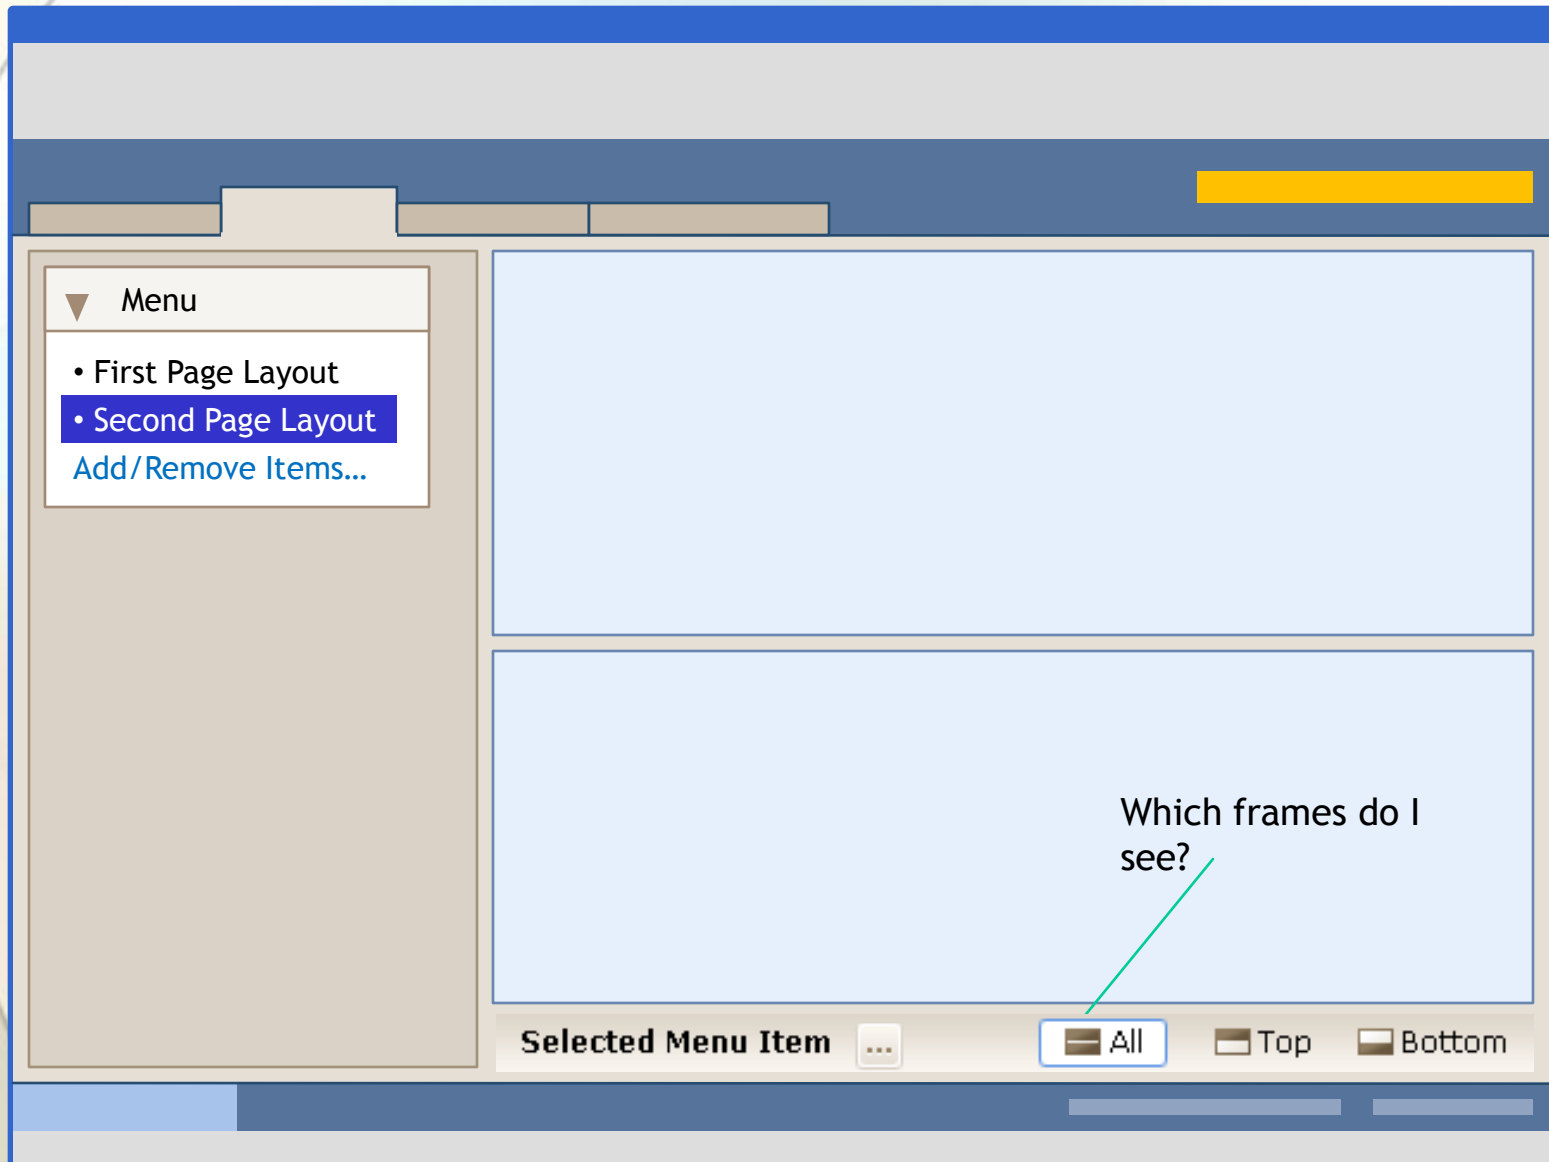 Menu
• First Page Layout
• Second Page Layout
Add/Remove Items…
Which frames do I
see?
Selected Menu Item ... All Top Bottom